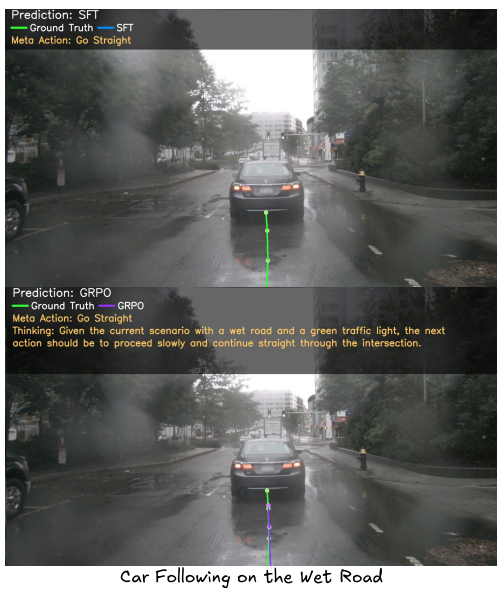 Prediction: SFT
Ground Truth SFT
Meta Action: Go Straight
Prediction: GRPO
Ground Truth GRPO
Meta Action: Go Straight
Thinking: Given the current scenario with a wet road and a green traffic light, the next
action should be to proceed slowly and continue straight through the intersection.
Car Following on the Wet Road